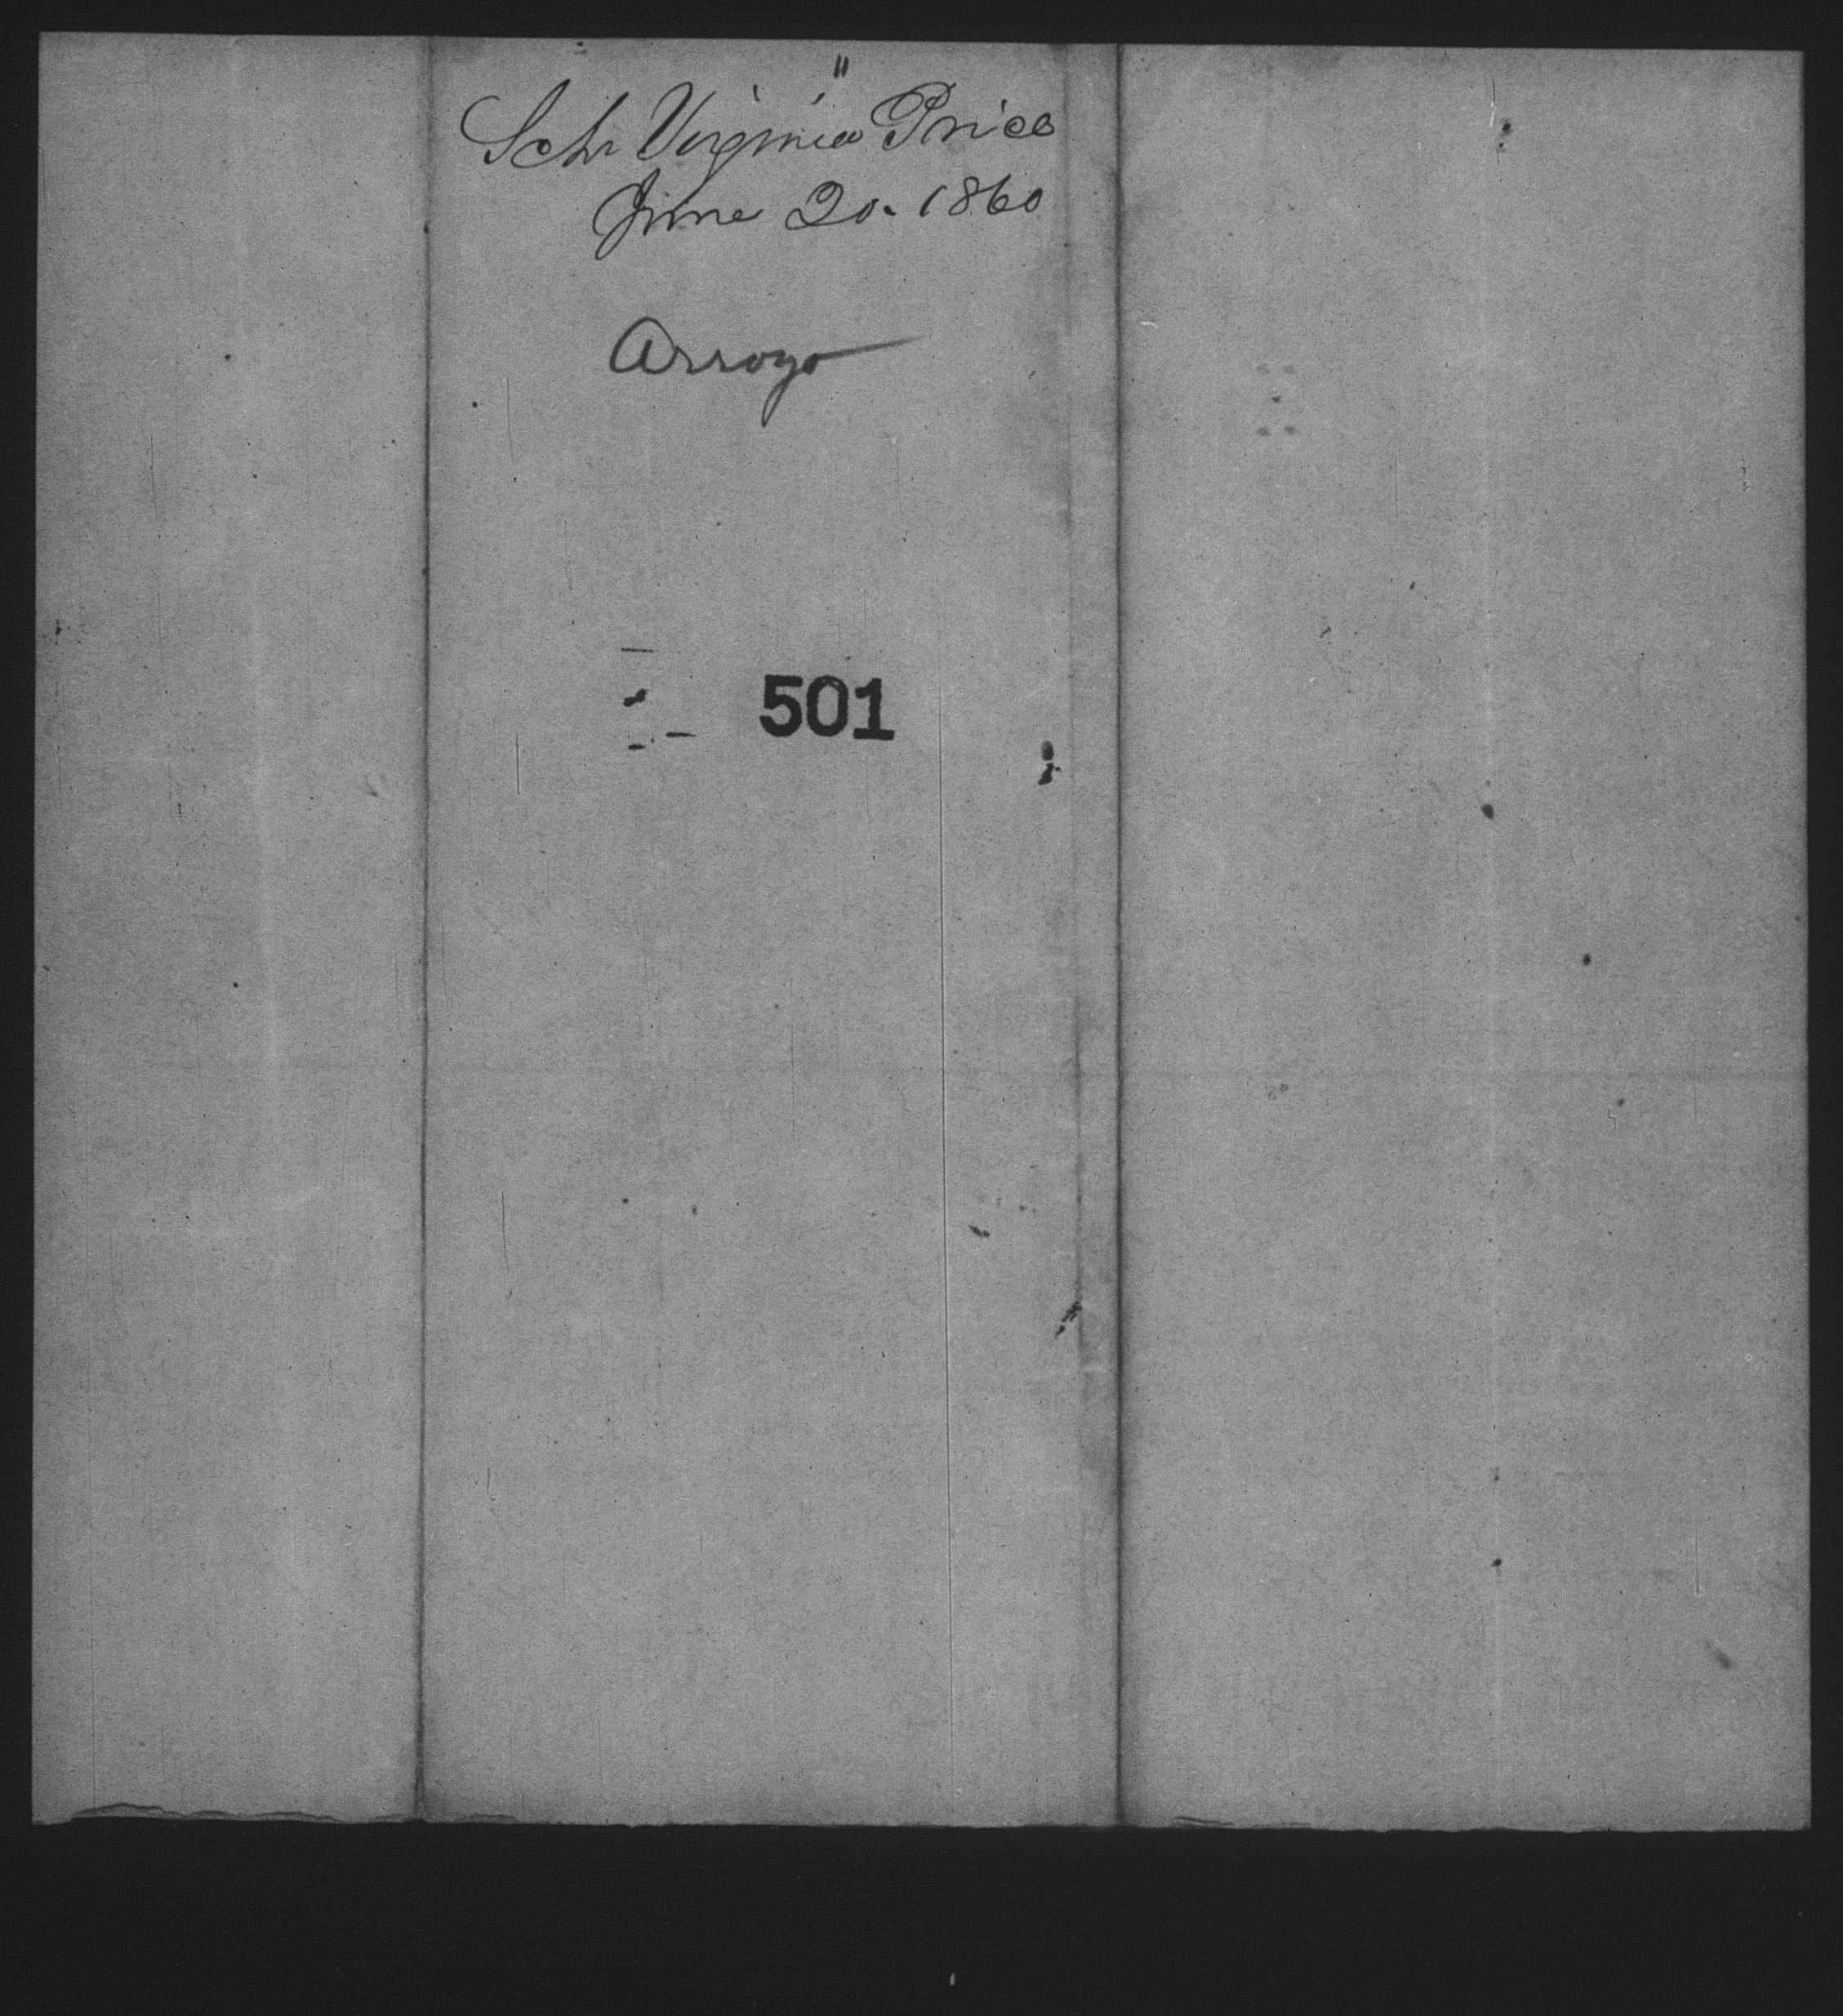 "
Schr Virginia Price
June 20. 1860
Arroyo
501